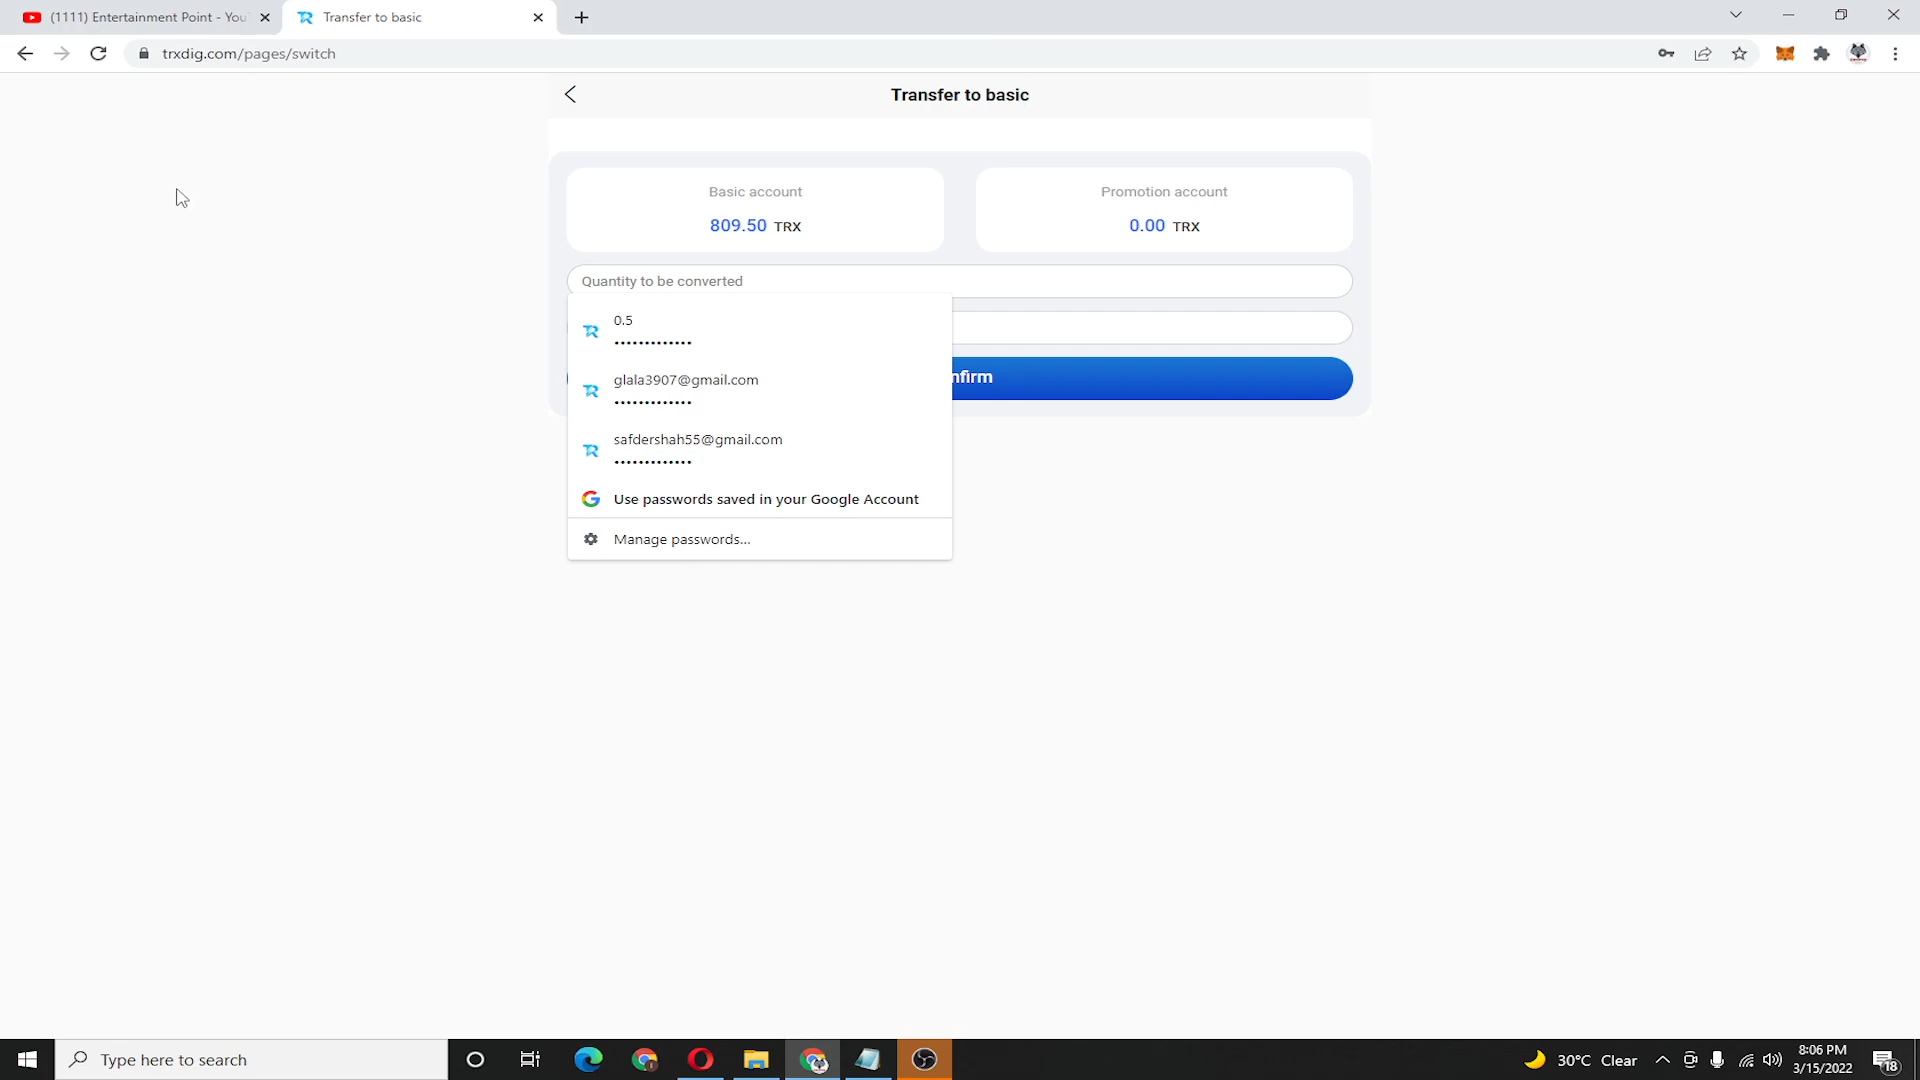 (1111) Entertainment Point - You
Transfer to basic
trxdig.com/pages/switch
Transfer to basic
Basic account
809.50 TRX
Promotion account
0.00 TRX
Quantity to be converted
0.5
•••••••••••••
glala3907@gmail.com
•••••••••••••
safdershah55@gmail.com
•••••••••••••
nfirm
Use passwords saved in your Google Account
Manage passwords...
Type here to search
30°C Clear
8:06 PM
3/15/2022
18